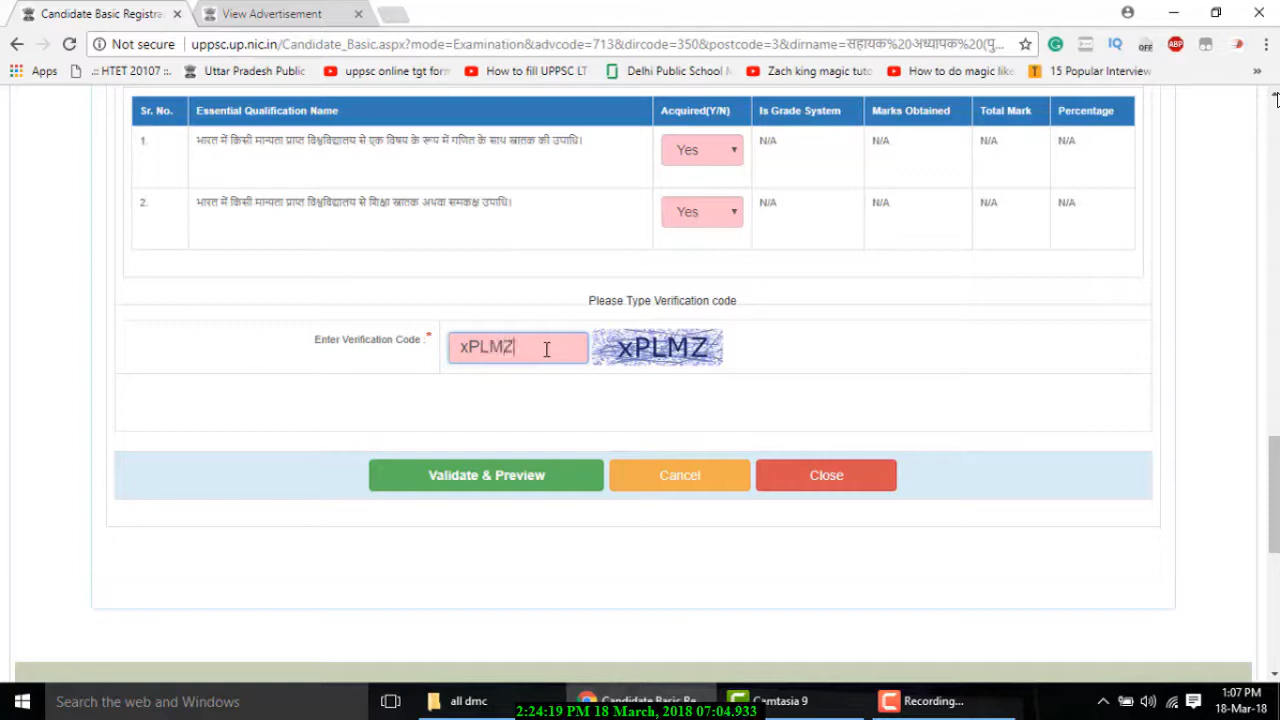 Candidate Basic Registra
View Advertisement
Not secure
uppsc.up.nic.in/Candidate_Basic.aspx?mode=Examination&advcode=713&dircode=350&postcode=3&dirname=सहायक%20अध्यापक%20(पु
Apps
.:: HTET 20107 ::.
Uttar Pradesh Public
uppsc online tgt for
How to fill UPPSC LT
Delhi Public School
Zach king magic tuto
How to do magic like
15 Popular Interview
Sr. No. Essential Qualification Name Acquired(Y/N) Is Grade System Marks Obtained Total Mark Percentage
1. भारत में किसी मान्यता प्राप्त विश्वविद्यालय से एक विषय के रूप में गणित के साथ स्नातक की उपाधि। Yes N/A N/A N/A N/A
2. भारत में किसी मान्यता प्राप्त विश्वविद्यालय से शिक्षा स्नातक अथवा समकक्ष उपाधि। Yes N/A N/A N/A N/A
Please Type Verification code
Enter Verification Code :* xPLMZ xPLMZ
Validate & Preview Cancel Close
Search the web and Windows
all dmc
Candidate Basic Re
Camtasia 9
Recording...
1:07 PM
18-Mar-18
2:24:19 PM 18 March, 2018 07:04.933